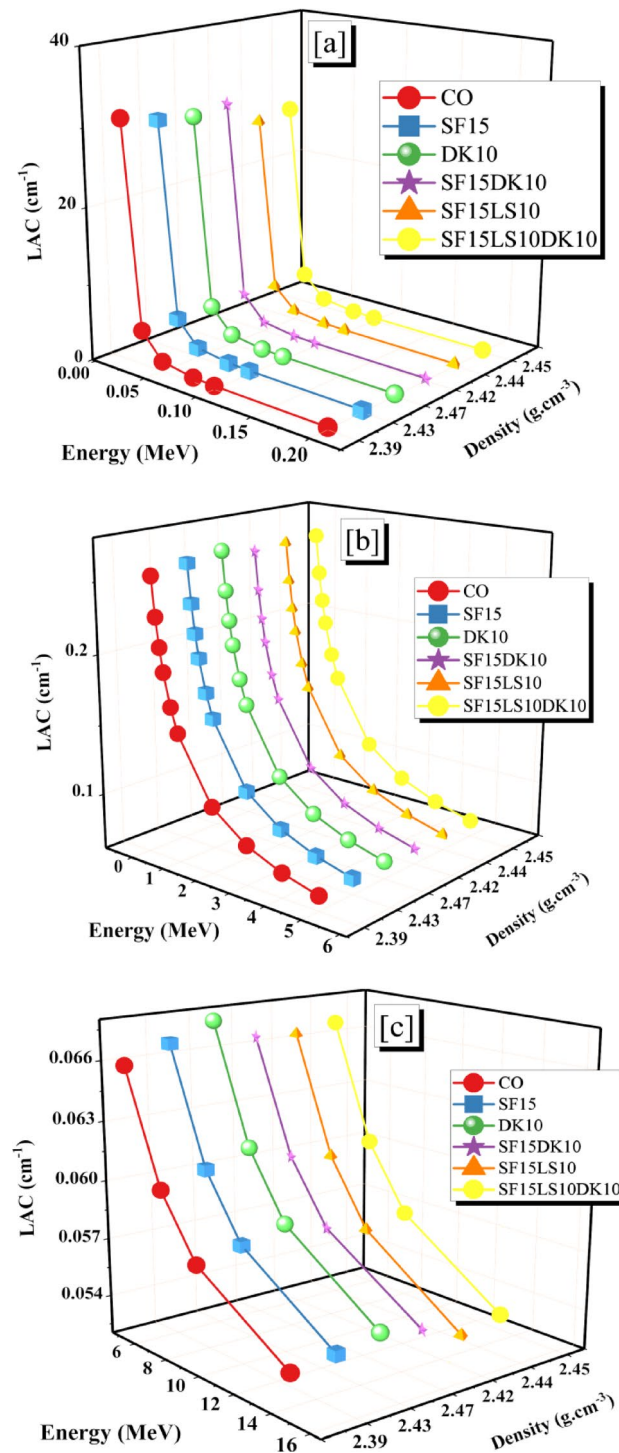 [a]
40
20
0
LAC (cm-1)
CO
SF15
DK10
SF15DK10
SF15LS10
SF15LS10DK10
0.00
0.05
0.10
0.15
0.20
Energy (MeV)
2.39
2.43
2.47
2.42
2.44
2.45
Density (g.cm-3)
[b]
0.2
0.1
LAC (cm-1)
CO
SF15
DK10
SF15DK10
SF15LS10
SF15LS10DK10
0
1
2
3
4
5
6
Energy (MeV)
2.39
2.43
2.47
2.42
2.44
2.45
Density (g.cm-3)
[c]
0.066
0.063
0.060
0.057
0.054
LAC (cm-1)
CO
SF15
DK10
SF15DK10
SF15LS10
SF15LS10DK10
6
8
10
12
14
16
Energy (MeV)
2.39
2.43
2.47
2.42
2.44
2.45
Density (g.cm-3)